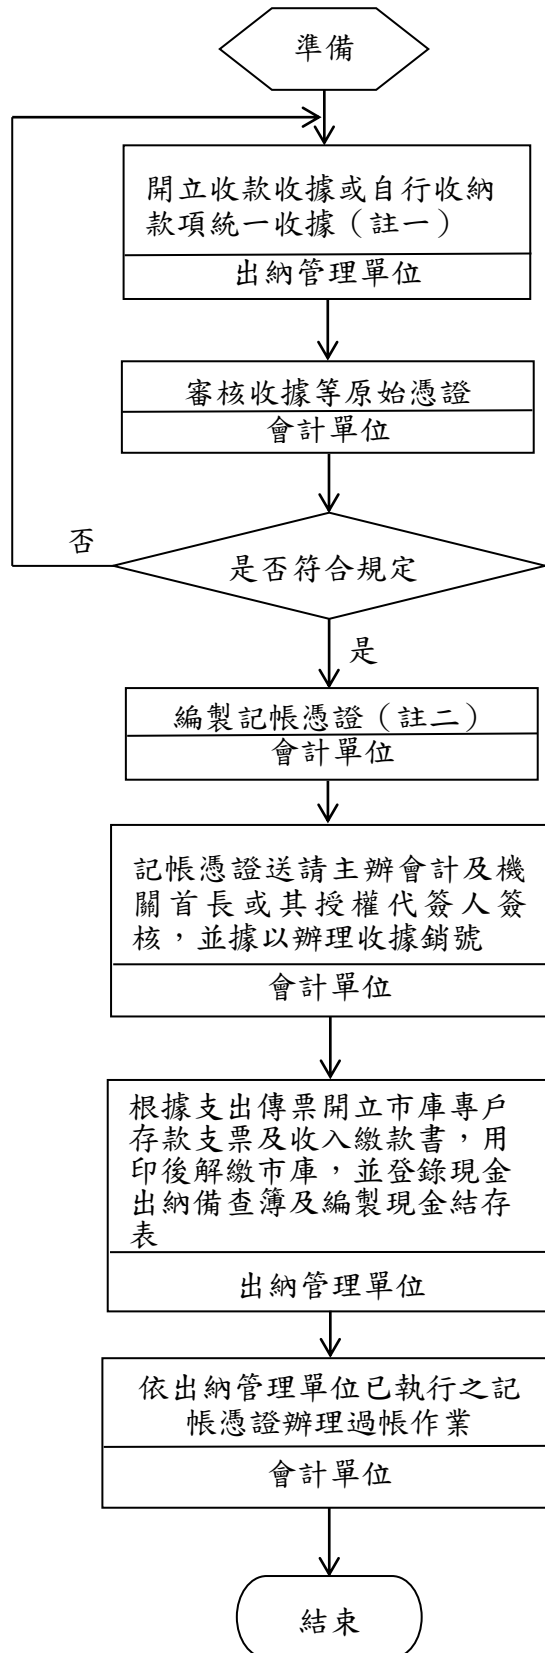 準備
開立收款收據或自行收納
款項統一收據（註一）
出納管理單位
審核收據等原始憑證
會計單位
否
是否符合規定
是
編製記帳憑證（註二）
會計單位
記帳憑證送請主辦會計及機
關首長或其授權代簽人簽
核，並據以辦理收據銷號
會計單位
根據支出傳票開立市庫專戶
存款支票及收入繳款書，用
印後解繳市庫，並登錄現金
出納備查簿及編製現金結存
表
出納管理單位
依出納管理單位已執行之記
帳憑證辦理過帳作業
會計單位
結束